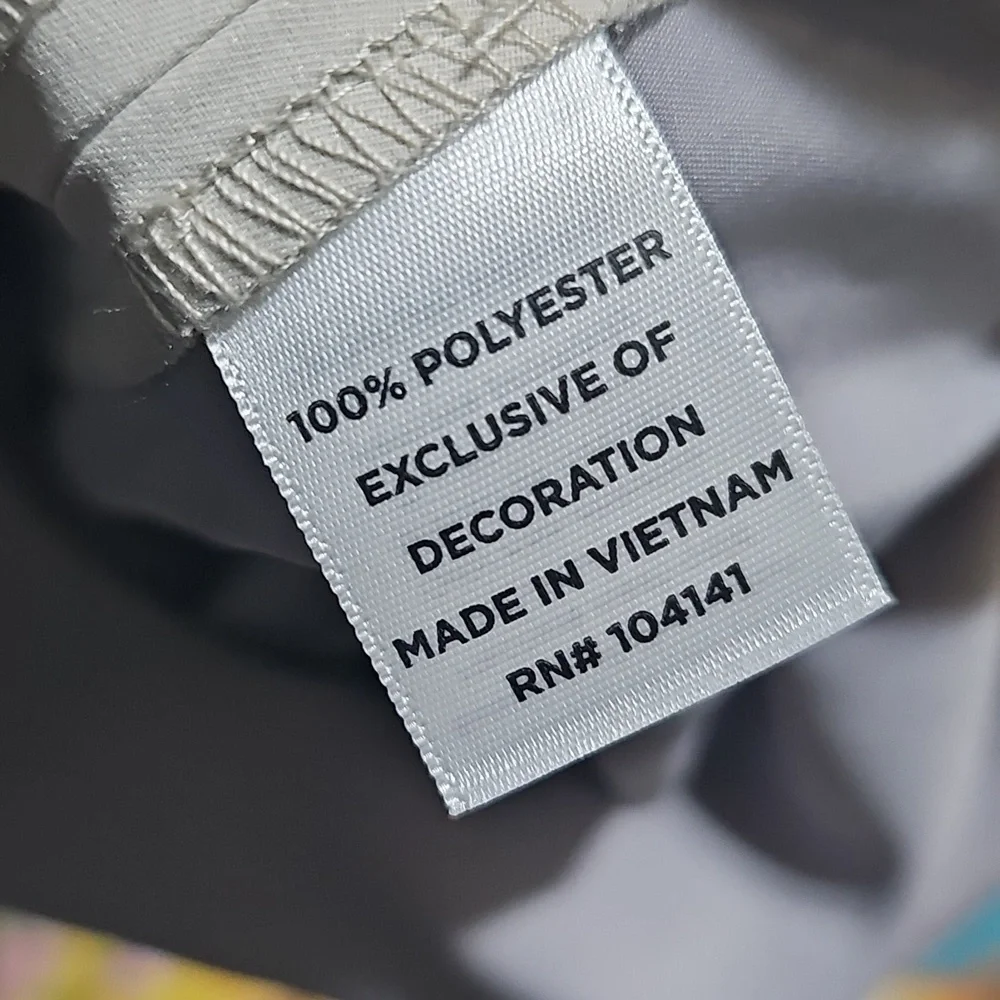 100% POLYESTER
EXCLUSIVE OF
DECORATION
MADE IN VIETNAM
RN# 104141